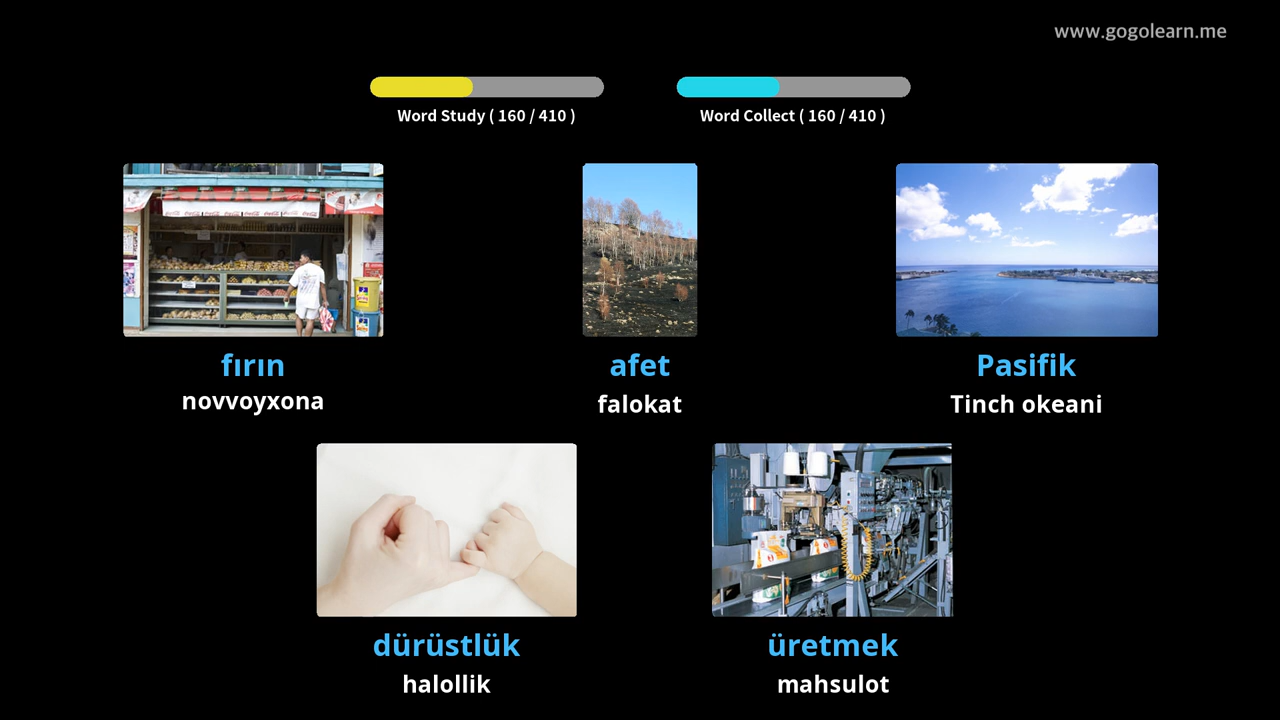 www.gogolearn.me
Word Study ( 160 / 410 )
Word Collect ( 160 / 410 )
fırın
novvoyxona
afet
falokat
Pasifik
Tinch okeani
dürüstlük
halollik
üretmek
mahsulot